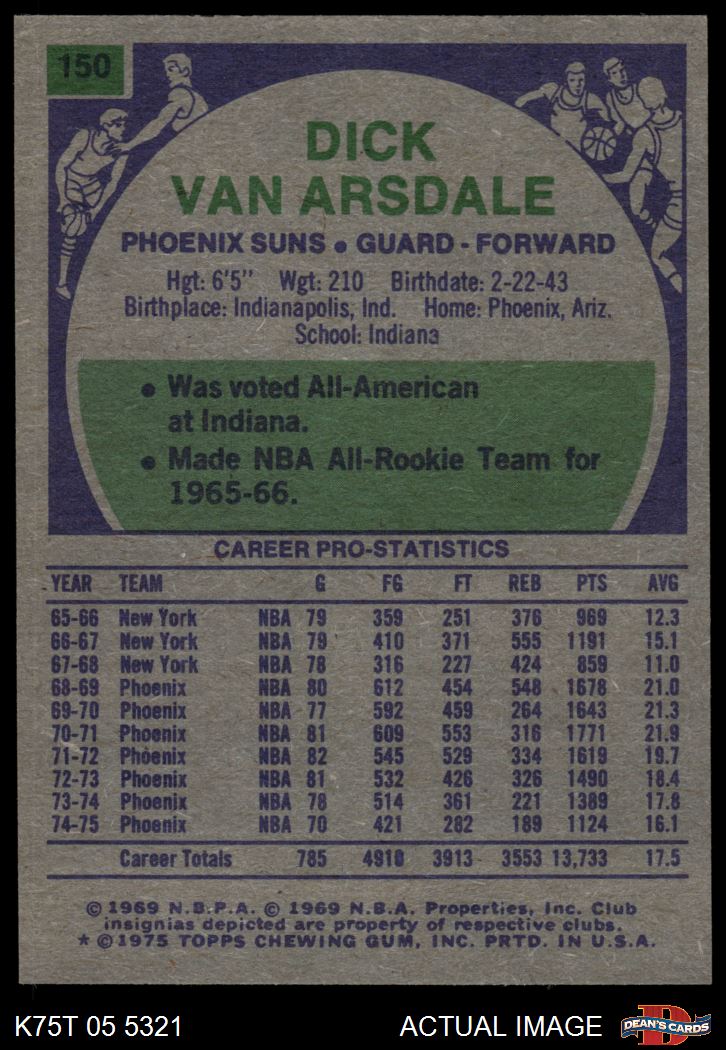 150
DICK
VAN ARSDALE
PHOENIX SUNS • GUARD - FORWARD
Hgt: 6'5" Wgt: 210 Birthdate: 2-22-43
Birthplace: Indianapolis, Ind. Home: Phoenix, Ariz.
School: Indiana
• Was voted All-American
at Indiana.
• Made NBA All-Rookie Team for
1965-66.
CAREER PRO-STATISTICS
YEAR TEAM G FG FT REB PTS AVG
65-66 New York NBA 79 359 251 376 969 12.3
66-67 New York NBA 79 410 371 555 1191 15.1
67-68 New York NBA 78 316 227 424 859 11.0
68-69 Phoenix NBA 80 612 454 548 1678 21.0
69-70 Phoenix NBA 77 592 459 264 1643 21.3
70-71 Phoenix NBA 81 609 553 316 1771 21.9
71-72 Phoenix NBA 82 545 529 334 1619 19.7
72-73 Phoenix NBA 81 532 426 326 1490 18.4
73-74 Phoenix NBA 78 514 361 221 1389 17.8
74-75 Phoenix NBA 70 421 282 189 1124 16.1
Career Totals 785 4910 3913 3553 13,733 17.5
© 1969 N.B.P.A. © 1969 N.B.A. Properties, Inc. Club
insignias depicted are property of respective clubs.
★ © 1975 TOPPS CHEWING GUM, INC. PRTD. IN U.S.A.
K75T 05 5321 ACTUAL IMAGE
D
DEAN'S CARDS